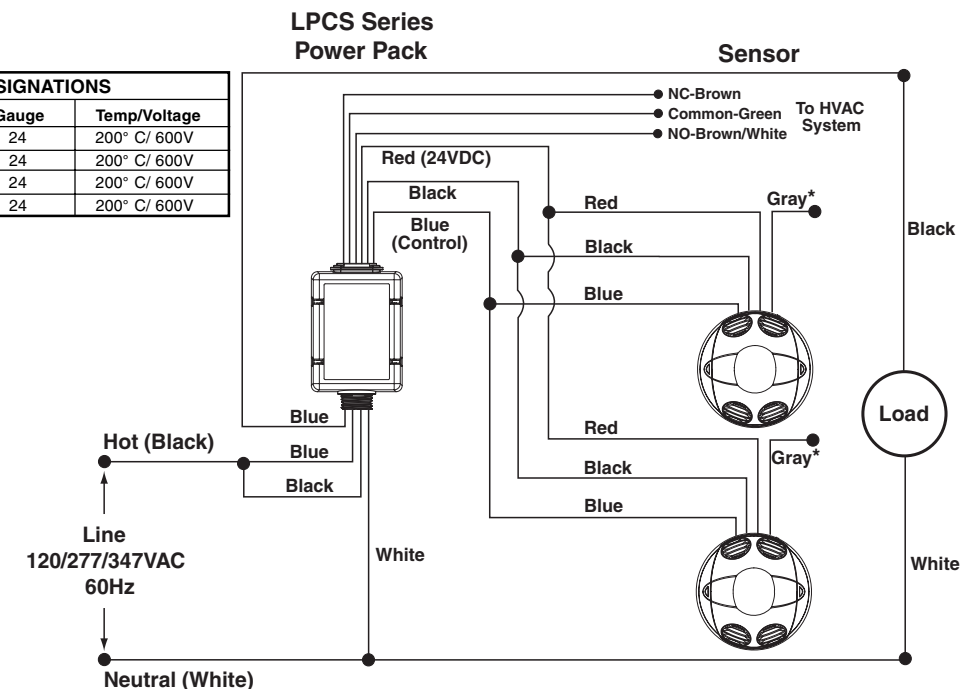 LPCS Series
Power Pack
Sensor
SIGNATIONS
Gauge Temp/Voltage
24 200° C/ 600V
24 200° C/ 600V
24 200° C/ 600V
24 200° C/ 600V
NC-Brown
Common-Green
NO-Brown/White
To HVAC
System
Red (24VDC)
Black
Blue
(Control)
Red
Gray*
Black
Blue
Black
Load
Blue
Hot (Black)
Blue
Black
Red
Gray*
Black
Blue
Line
120/277/347VAC
60Hz
White
White
Neutral (White)